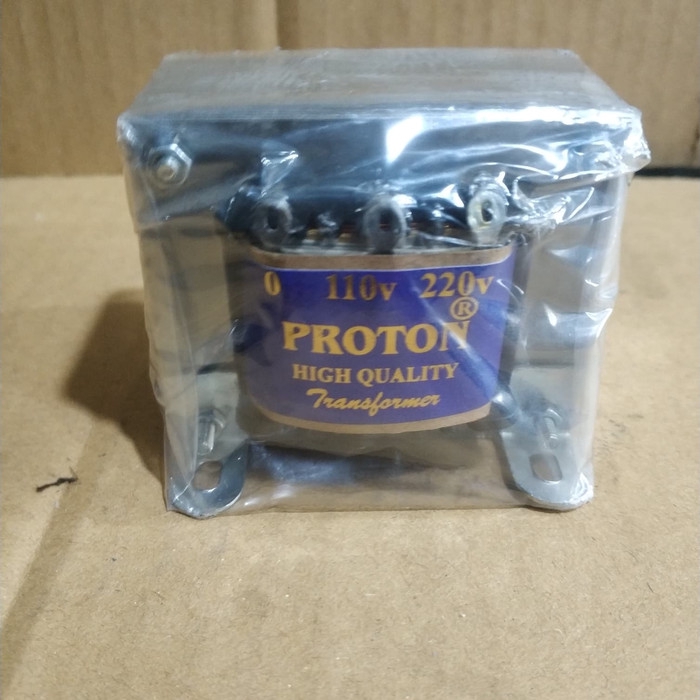 0 110v 220v
PROTON®
HIGH QUALITY
Transformer